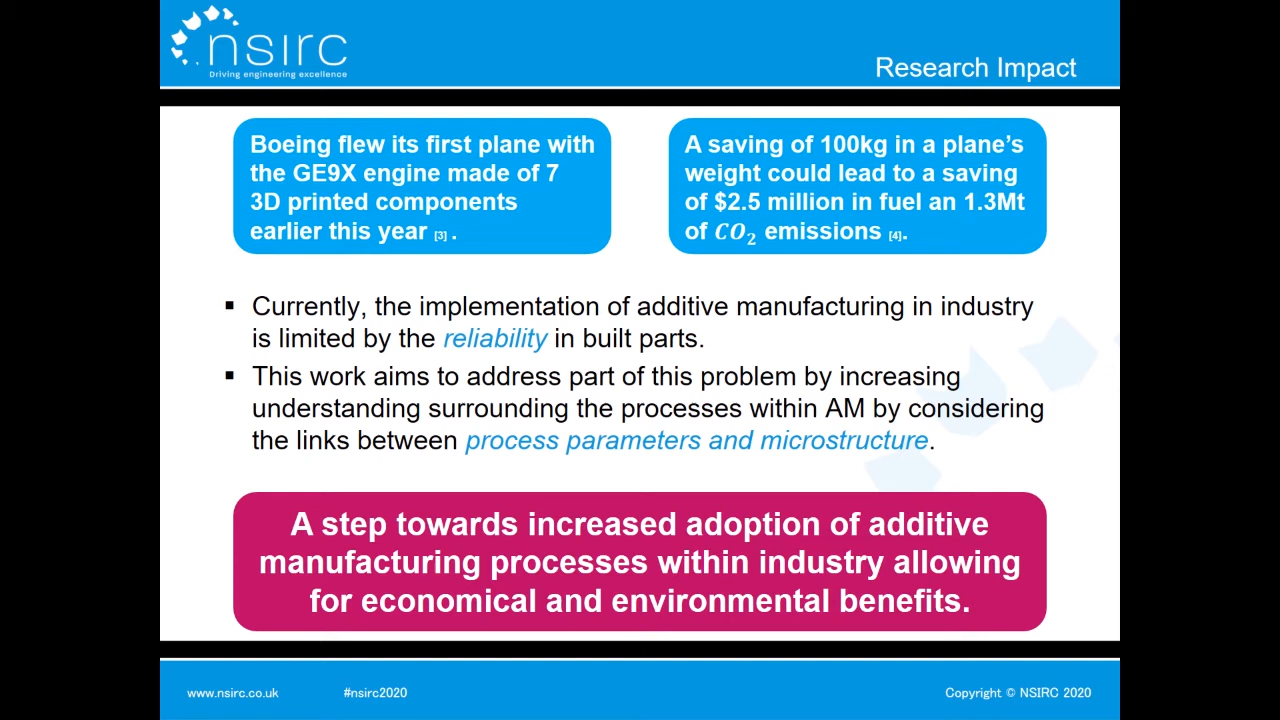 nsirc
Driving engineering excellence
Research Impact
Boeing flew its first plane with
the GE9X engine made of 7
3D printed components
earlier this year [3] .
A saving of 100kg in a plane's
weight could lead to a saving
of $2.5 million in fuel an 1.3Mt
of CO₂ emissions [4].
▪ Currently, the implementation of additive manufacturing in industry
is limited by the reliability in built parts.
▪ This work aims to address part of this problem by increasing
understanding surrounding the processes within AM by considering
the links between process parameters and microstructure.
A step towards increased adoption of additive
manufacturing processes within industry allowing
for economical and environmental benefits.
www.nsirc.co.uk
#nsirc2020
Copyright © NSIRC 2020